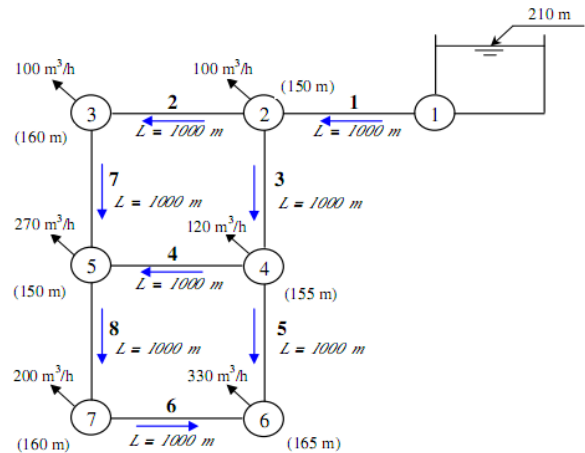 210 m
100 m³/h
100 m³/h
(150 m)
3
2
2
1
1
(160 m)
L = 1000 m
L = 1000 m
7
L = 1000 m
3
L = 1000 m
270 m³/h
120 m³/h
5
4
4
(150 m)
L = 1000 m
(155 m)
8
L = 1000 m
5
L = 1000 m
200 m³/h
330 m³/h
7
6
6
(160 m)
L = 1000 m
(165 m)